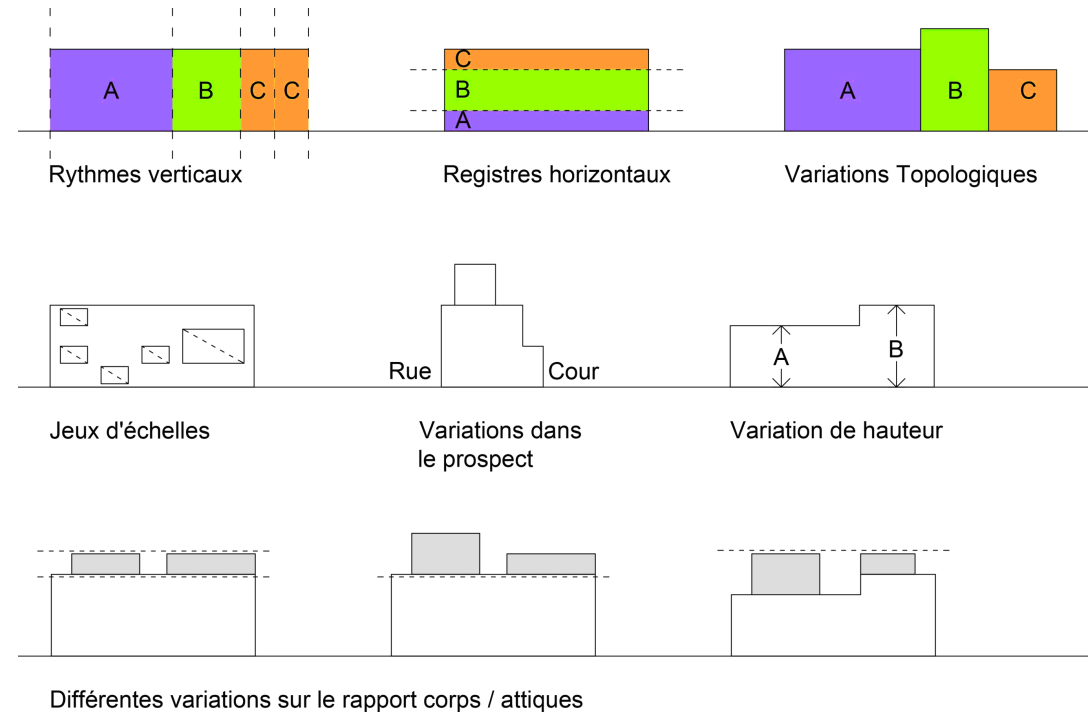 A B C C
C
B
A
A B C
Rythmes verticaux
Registres horizontaux
Variations Topologiques
Rue Cour
A B
Jeux d'échelles
Variations dans
le prospect
Variation de hauteur
Différentes variations sur le rapport corps / attiques